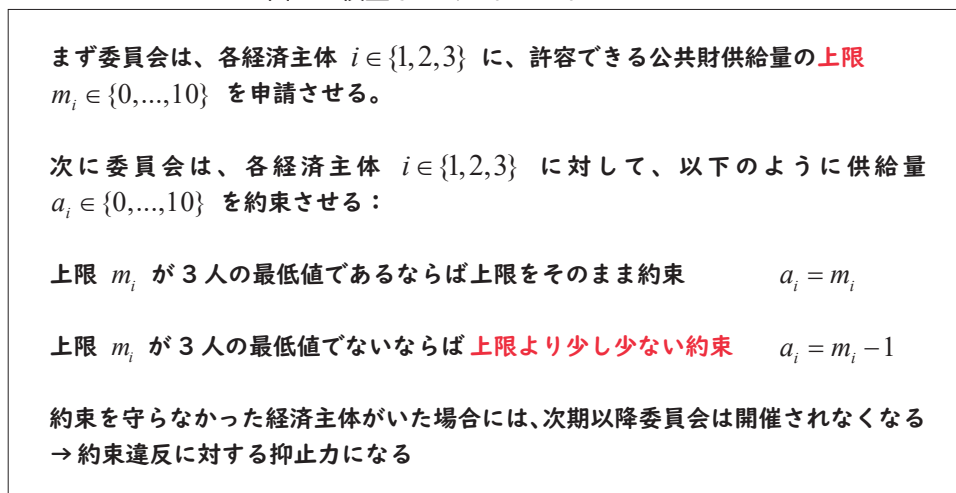 まず委員会は、各経済主体 i ∈ {1, 2, 3} に、許容できる公共財供給量の上限
m_i ∈ {0,...,10} を申請させる。
次に委員会は、各経済主体 i ∈ {1, 2, 3} に対して、以下のように供給量
a_i ∈ {0,...,10} を約束させる：
上限 m_i が3人の最低値であるならば上限をそのまま約束 a_i = m_i
上限 m_i が3人の最低値でないならば上限より少し少ない約束 a_i = m_i − 1
約束を守らなかった経済主体がいた場合には、次期以降委員会は開催されなくなる
→ 約束違反に対する抑止力になる